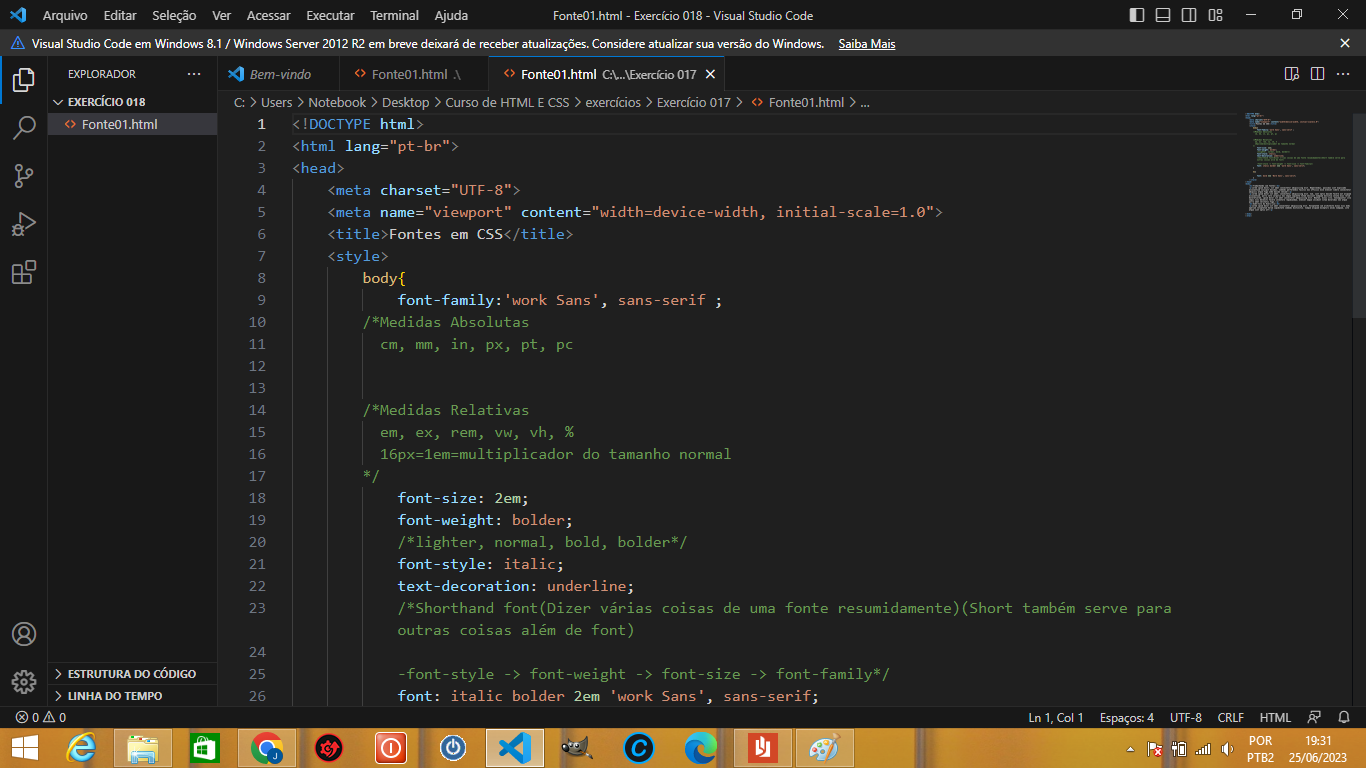 Arquivo Editar Seleção Ver Acessar Executar Terminal Ajuda Fonte01.html - Exercício 018 - Visual Studio Code
Visual Studio Code em Windows 8.1 / Windows Server 2012 R2 em breve deixará de receber atualizações. Considere atualizar sua versão do Windows. Saiba Mais
EXPLORADOR
Bem-vindo Fonte01.html .\ Fonte01.html C:\...\Exercício 017
EXERCÍCIO 018
Fonte01.html
C: > Users > Notebook > Desktop > Curso de HTML E CSS > exercícios > Exercício 017 > Fonte01.html > ...
1 <!DOCTYPE html>
2 <html lang="pt-br">
3 <head>
4 <meta charset="UTF-8">
5 <meta name="viewport" content="width=device-width, initial-scale=1.0">
6 <title>Fontes em CSS</title>
7 <style>
8 body{
9 font-family:'work Sans', sans-serif ;
10 /*Medidas Absolutas
11 cm, mm, in, px, pt, pc
12
13
14 /*Medidas Relativas
15 em, ex, rem, vw, vh, %
16 16px=1em=multiplicador do tamanho normal
17 */
18 font-size: 2em;
19 font-weight: bolder;
20 /*lighter, normal, bold, bolder*/
21 font-style: italic;
22 text-decoration: underline;
23 /*Shorthand font(Dizer várias coisas de uma fonte resumidamente)(Short também serve para
outras coisas além de font)
24
25 -font-style -> font-weight -> font-size -> font-family*/
26 font: italic bolder 2em 'work Sans', sans-serif;
ESTRUTURA DO CÓDIGO
LINHA DO TEMPO
0 0 Ln 1, Col 1 Espaços: 4 UTF-8 CRLF HTML
POR 19:31
PTB2 25/06/2023